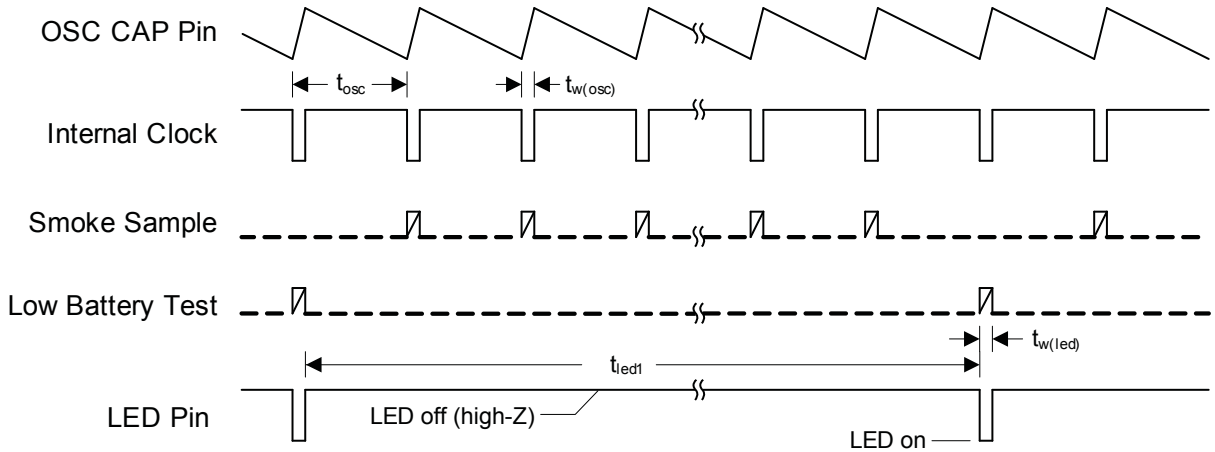 OSC CAP Pin
tosc
tw(osc)
Internal Clock
Smoke Sample
Low Battery Test
tw(led)
tled1
LED Pin
LED off (high-Z)
LED on